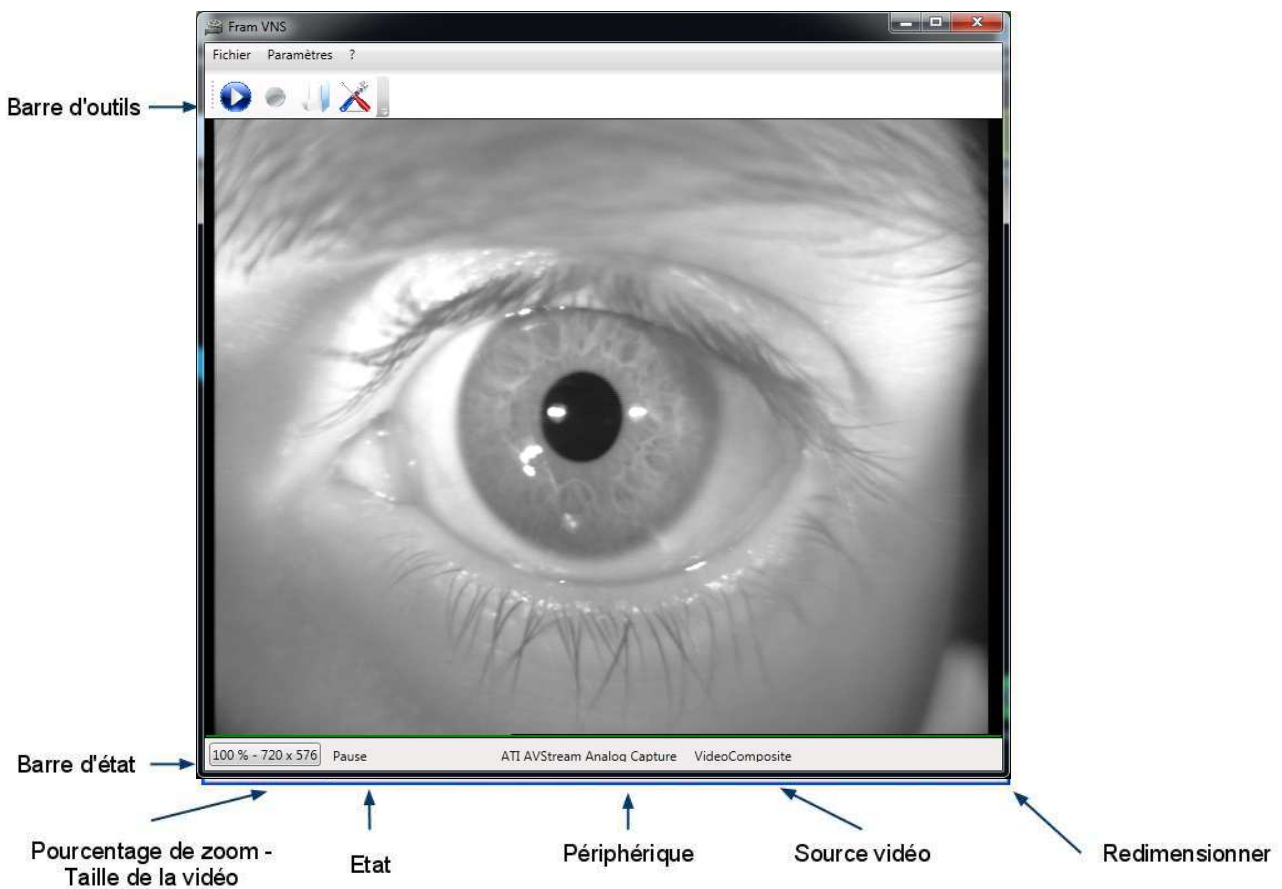 Fram VNS
Fichier Paramètres ?
Barre d'outils
100 % - 720 x 576 Pause ATI AVStream Analog Capture VideoComposite
Barre d'état
Pourcentage de zoom -
Taille de la vidéo
Etat
Périphérique
Source vidéo
Redimensionner